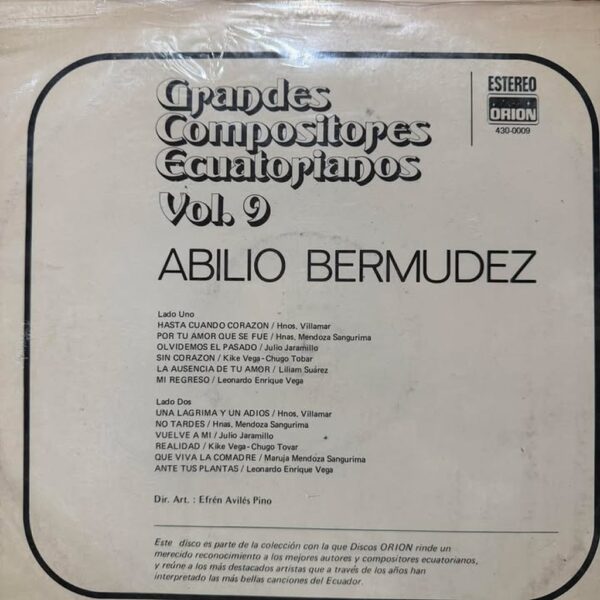 Grandes
Compositores
Ecuatorianos
Vol. 9
ESTEREO
ORION
430-0009
ABILIO BERMUDEZ
Lado Uno
HASTA CUANDO CORAZON / Hnos. Villamar
POR TU AMOR QUE SE FUE / Hnas. Mendoza Sangurima
OLVIDEMOS EL PASADO / Julio Jaramillo
SIN CORAZON / Kike Vega-Chugo Tobar
LA AUSENCIA DE TU AMOR / Liliam Suárez
MI REGRESO / Leonardo Enrique Vega
Lado Dos
UNA LAGRIMA Y UN ADIOS / Hnos. Villamar
NO TARDES / Hnas, Mendoza Sangurima
VUELVE A MI / Julio Jaramillo
REALIDAD / Kike Vega-Chugo Tovar
QUE VIVA LA COMADRE / Maruja Mendoza Sangurima
ANTE TUS PLANTAS / Leonardo Enrique Vega
Dir. Art. : Efrén Avilés Pino
Este disco es parte de la colección con la que Discos ORION rinde un
merecido reconocimiento a los mejores autores y compositores ecuatorianos,
y reúne a los más destacados artistas que a través de los años han
interpretado las más bellas canciones del Ecuador.